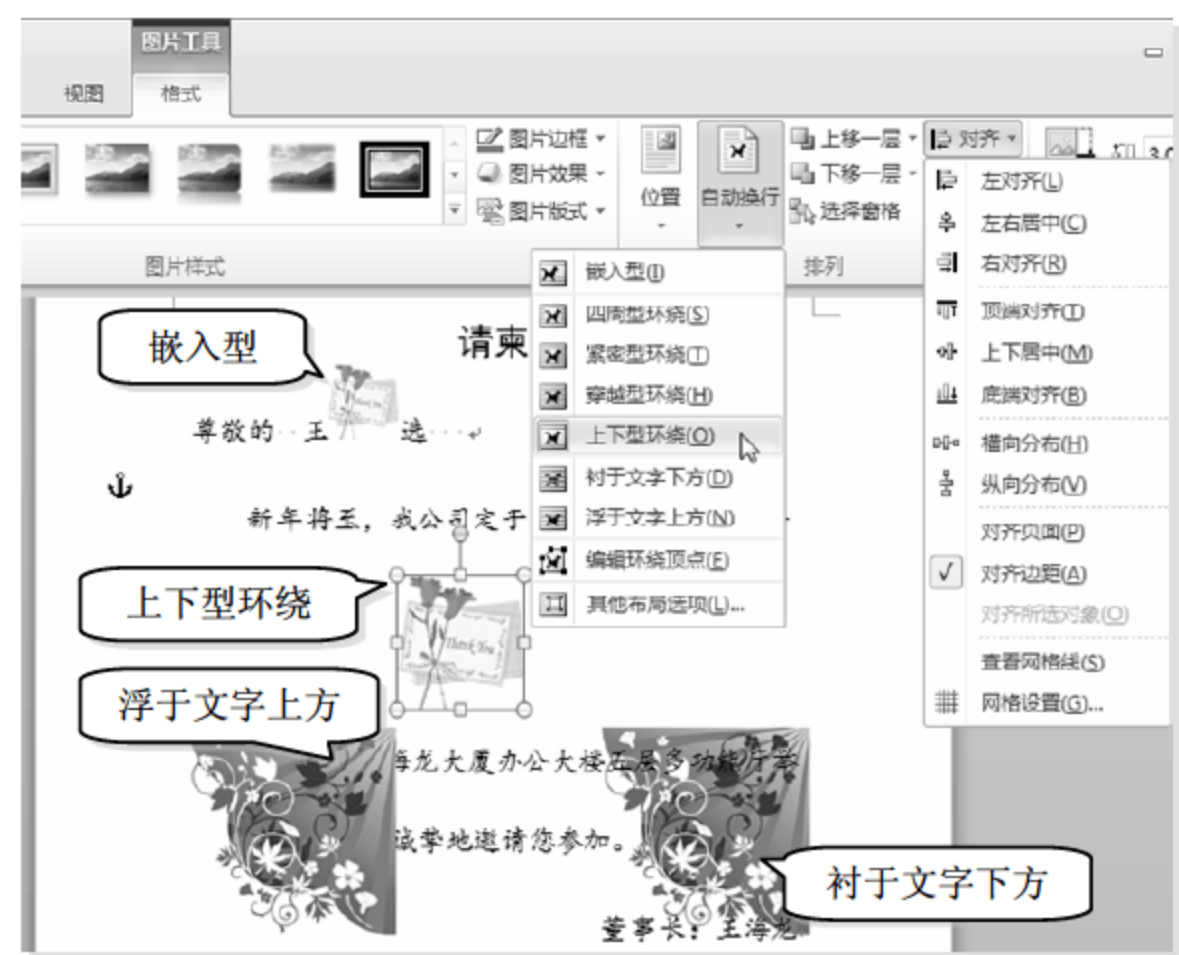 图片工具
视图
格式
图片边框
图片效果
图片版式
位置
自动换行
上移一层
下移一层
选择窗格
对齐
图片样式
排列
嵌入型(I)
四周型环绕(S)
紧密型环绕(T)
穿越型环绕(H)
上下型环绕(O)
衬于文字下方(D)
浮于文字上方(N)
编辑环绕顶点(E)
其他布局选项(L)...
左对齐(L)
左右居中(C)
右对齐(R)
顶端对齐(T)
上下居中(M)
底端对齐(B)
横向分布(H)
纵向分布(V)
对齐页面(P)
对齐边距(A)
对齐所选对象(O)
查看网格线(S)
网格设置(G)...
嵌入型
请柬
尊敬的 王 选
新年将至，我公司定于
上下型环绕
Thank You
浮于文字上方
海龙大厦办公大楼五层多功能厅举
诚挚地邀请您参加。
衬于文字下方
董事长：王海龙